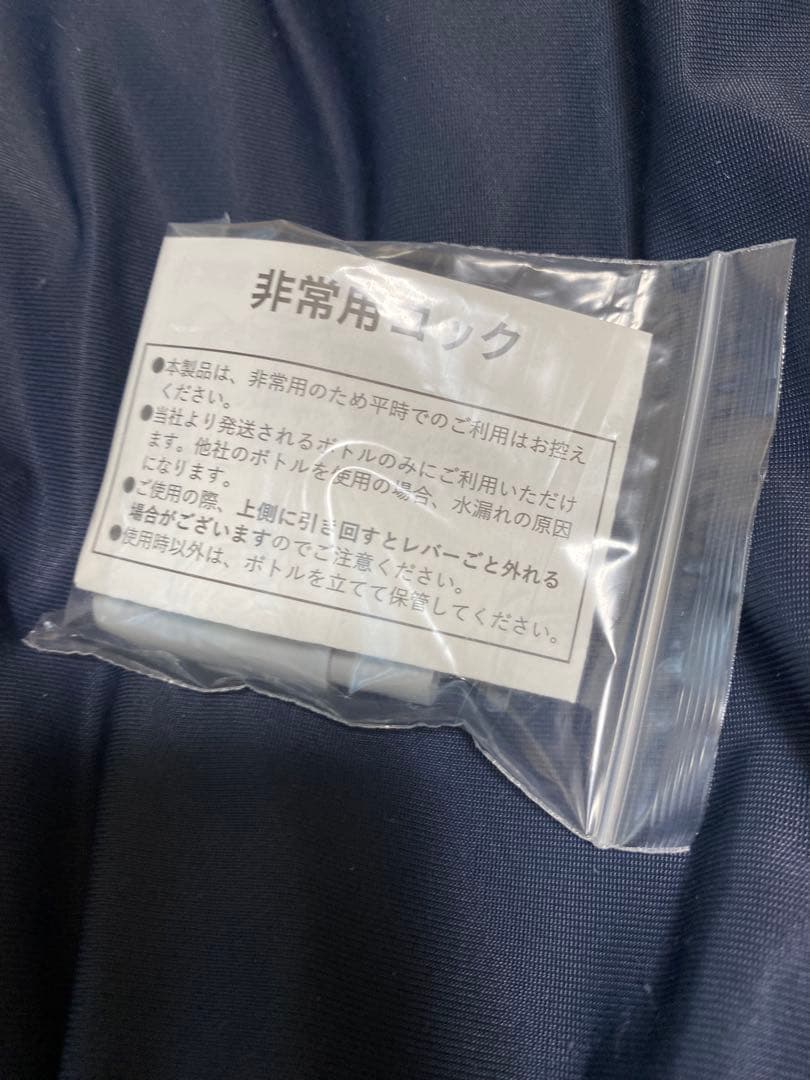 非常用コック
●本製品は、非常用のため平時でのご利用はお控え
ください。
●当社より発送されるボトルのみにご利用いただけ
ます。他社のボトルを使用の場合、水漏れの原因
になります。
●ご使用の際、上側に引き回すとレバーごと外れる
場合がございますのでご注意ください。
●使用時以外は、ボトルを立てて保管してください。